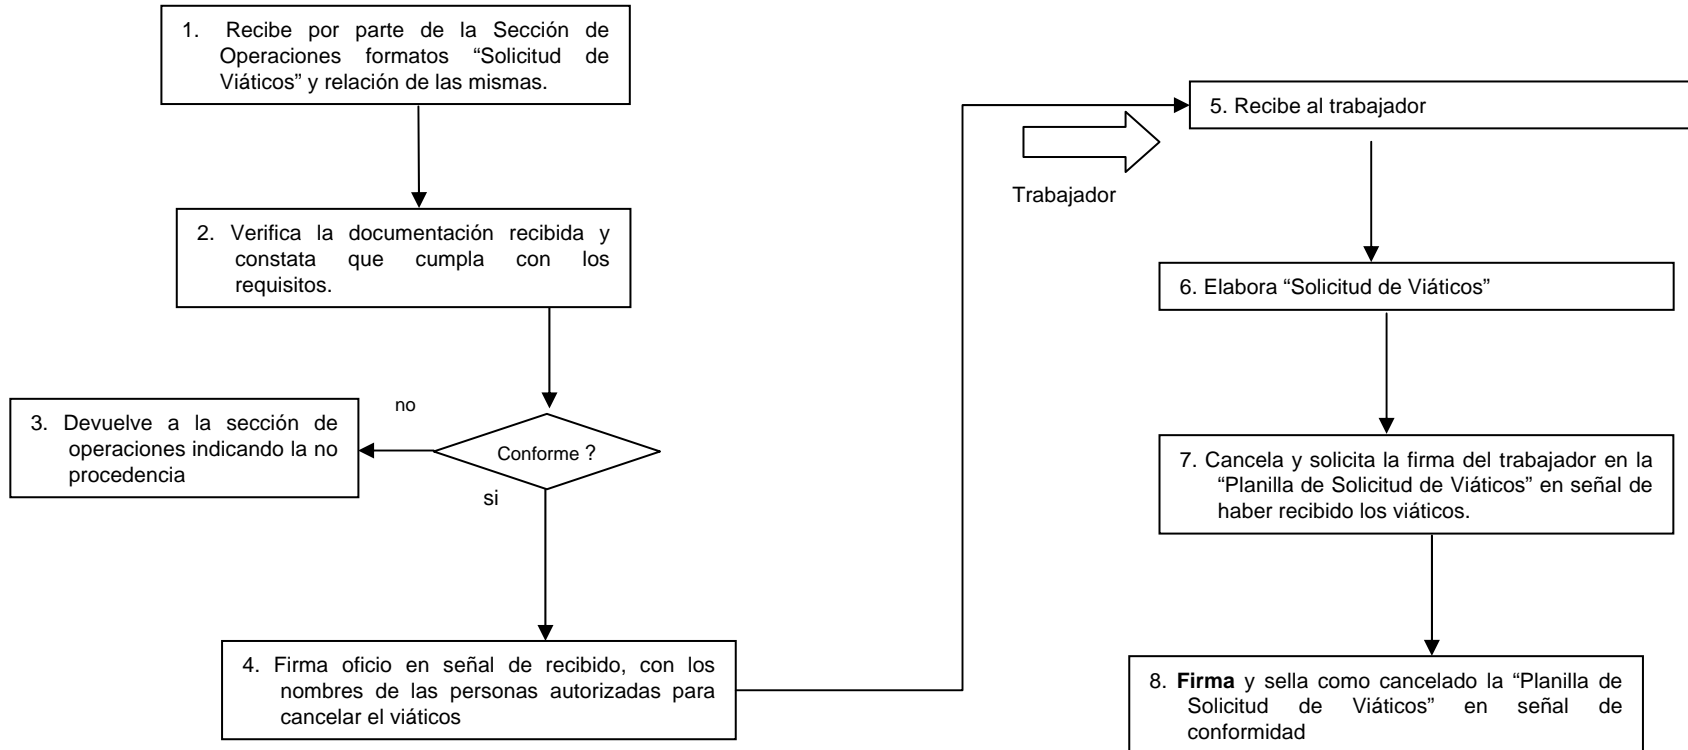 1. Recibe por parte de la Sección de
Operaciones formatos “Solicitud de
Viáticos” y relación de las mismas.
2. Verifica la documentación recibida y
constata que cumpla con los
requisitos.
no
3. Devuelve a la sección de
operaciones indicando la no
procedencia
Conforme ?
si
4. Firma oficio en señal de recibido, con los
nombres de las personas autorizadas para
cancelar el viáticos
5. Recibe al trabajador
Trabajador
6. Elabora “Solicitud de Viáticos”
7. Cancela y solicita la firma del trabajador en la
“Planilla de Solicitud de Viáticos” en señal de
haber recibido los viáticos.
8. Firma y sella como cancelado la “Planilla de
Solicitud de Viáticos” en señal de
conformidad